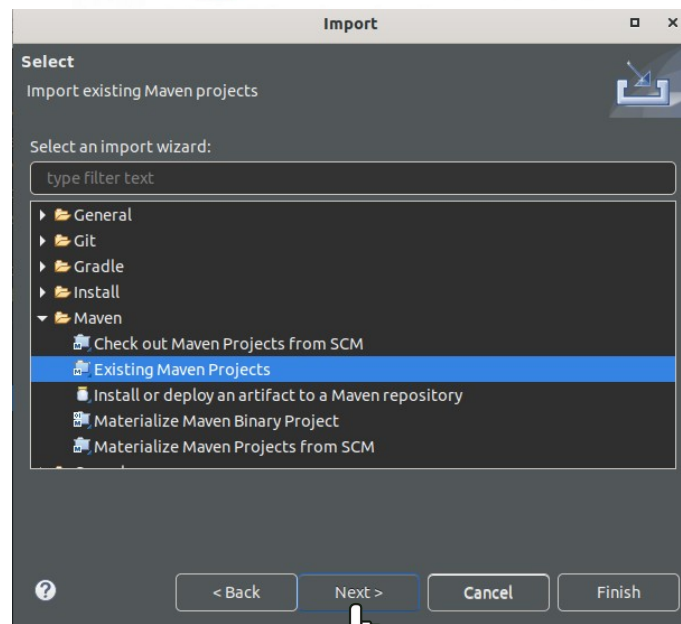 Import
Select
Import existing Maven projects
Select an import wizard:
type filter text
General
Git
Gradle
Install
Maven
Check out Maven Projects from SCM
Existing Maven Projects
Install or deploy an artifact to a Maven repository
Materialize Maven Binary Project
Materialize Maven Projects from SCM
< Back Next > Cancel Finish